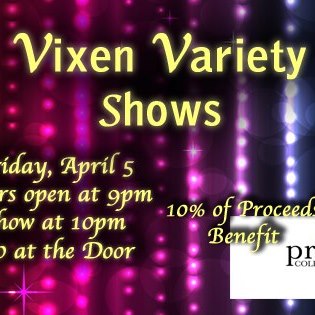 Vixen Variety
Shows
riday, April 5
rs open at 9pm
how at 10pm
0 at the Door
10% of Proceeds
Benefit
pr
COLL